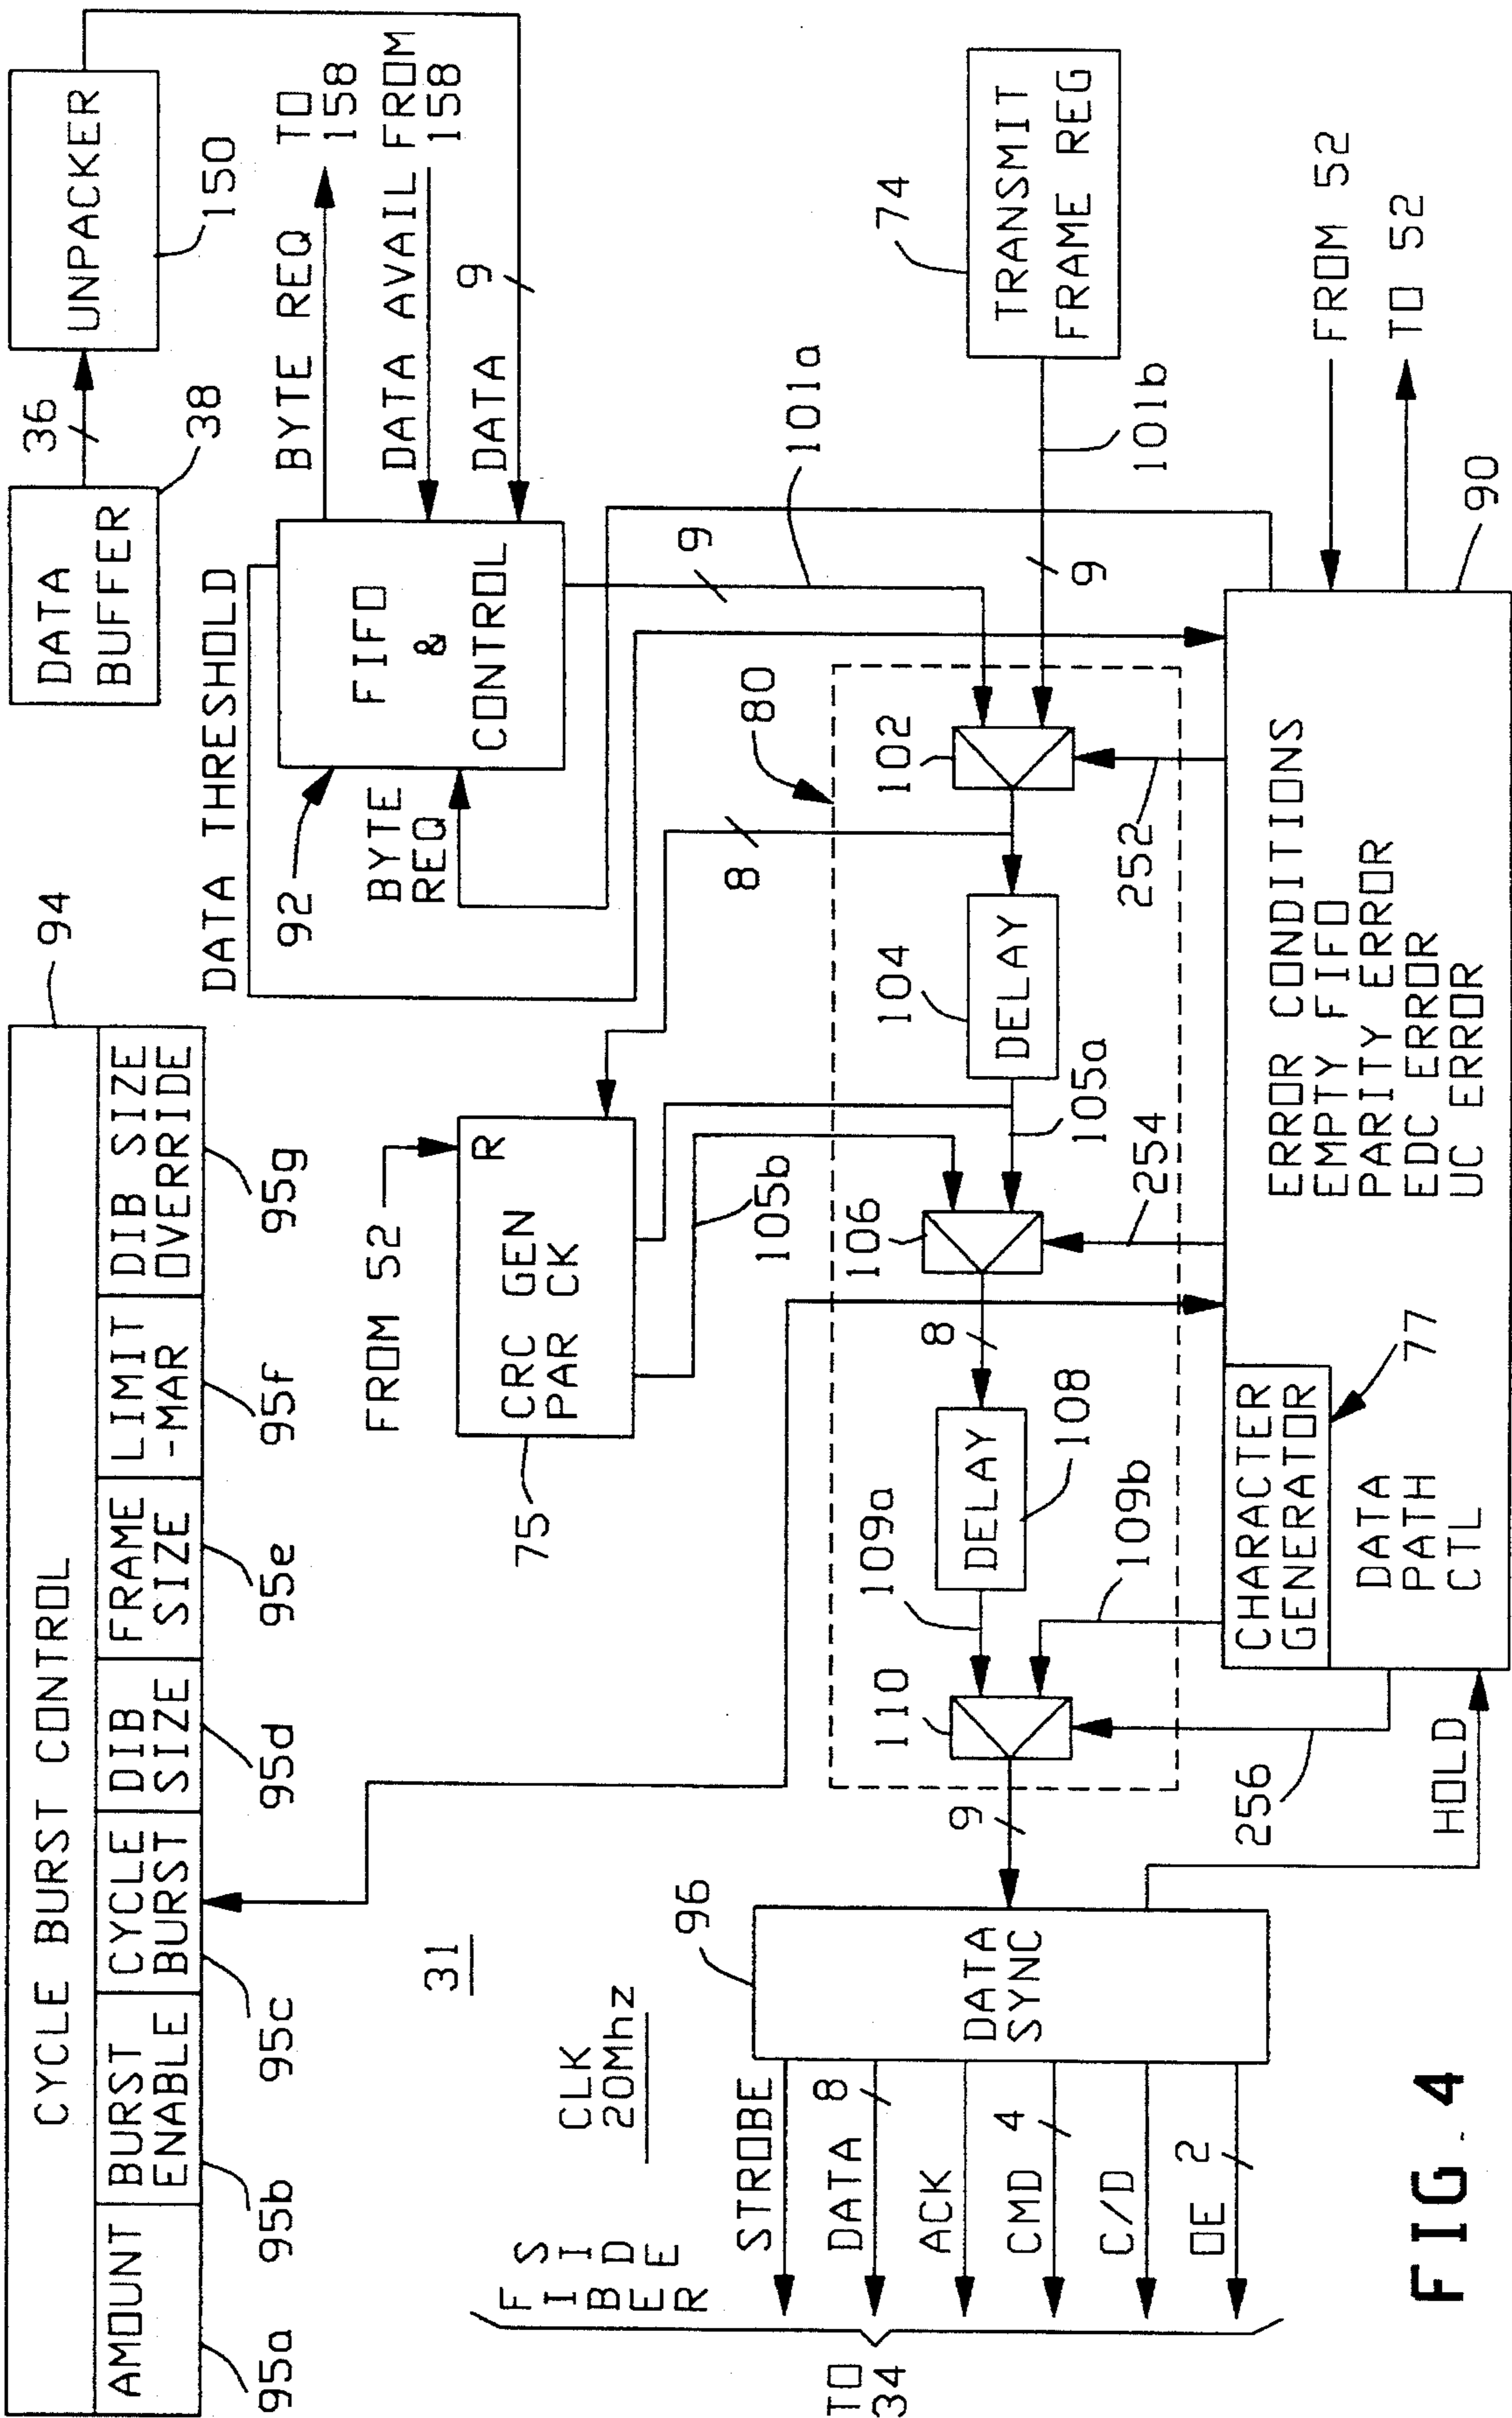 CYCLE BURST CONTROL
94
AMOUNT
BURST
ENABLE
CYCLE
BURST
DIB
SIZE
FRAME
SIZE
LIMIT
-MAR
DIB SIZE
OVERRIDE
95a
95b
95c
95d
95e
95f
95g
DATA
BUFFER
38
36
UNPACKER
150
DATA THRESHOLD
92
FIFO
&
CONTROL
BYTE REQ
TO
158
DATA AVAIL FROM
158
DATA
9
BYTE
REQ
31
CLK
20Mhz
FROM 52
R
CRC GEN
PAR CK
75
105b
8
80
9
101a
FIBER
SIDE
TO
34
STROBE
DATA
8
ACK
CMD
4
C/D
OE
2
96
DATA
SYNC
9
110
109a
DELAY
108
109b
8
106
105a
104
DELAY
102
9
101b
74
TRANSMIT
FRAME REG
256
254
252
HOLD
CHARACTER
GENERATOR
77
DATA
PATH
CTL
ERROR CONDITIONS
EMPTY FIFO
PARITY ERROR
EDC ERROR
UC ERROR
FROM 52
TO 52
90
FIG. 4